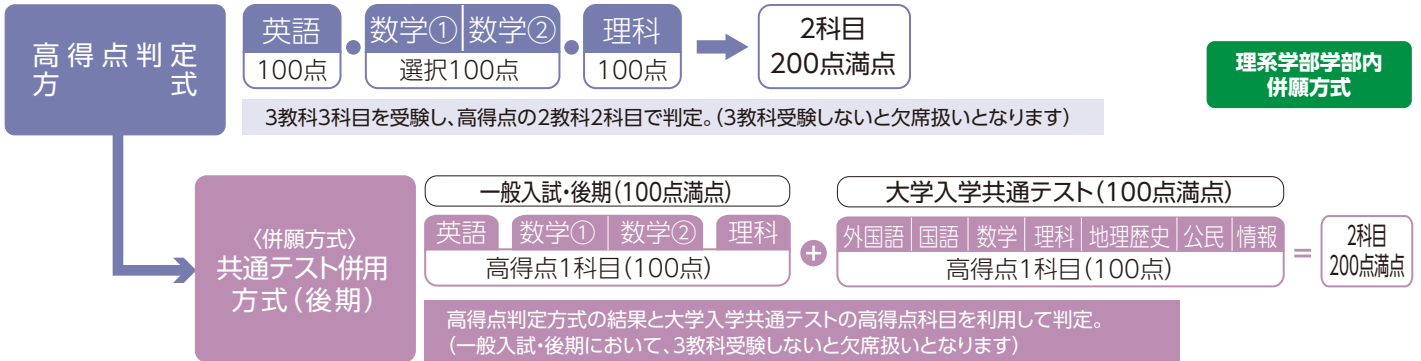 高得点判定
方式
英語
100点
数学① 数学②
選択100点
理科
100点
2科目
200点満点
理系学部学部内
併願方式
3教科3科目を受験し、高得点の2教科2科目で判定。(3教科受験しないと欠席扱いとなります)
〈併願方式〉
共通テスト併用
方式(後期)
一般入試・後期(100点満点)
英語 数学① 数学② 理科
高得点1科目(100点)
+
大学入学共通テスト(100点満点)
外国語 国語 数学 理科 地理歴史 公民 情報
高得点1科目(100点)
=
2科目
200点満点
高得点判定方式の結果と大学入学共通テストの高得点科目を利用して判定。
(一般入試・後期において、3教科受験しないと欠席扱いとなります)